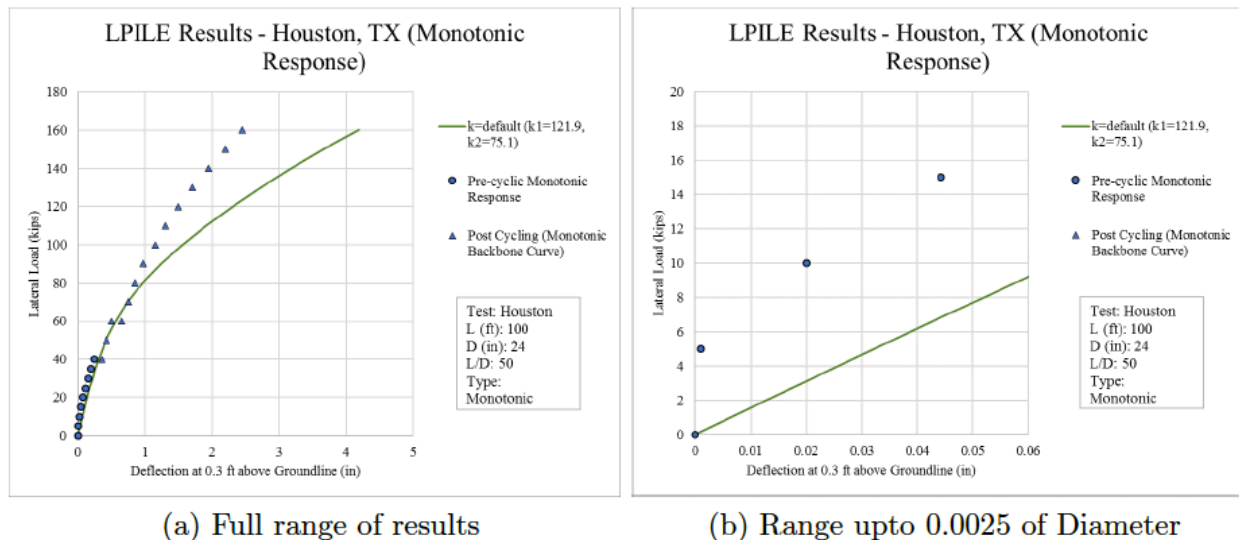 LPILE Results - Houston, TX (Monotonic
Response)
Lateral Load (kips)
180
160
140
120
100
80
60
40
20
0
0 1 2 3 4 5
Deflection at 0.3 ft above Groundline (in)
k=default (k1=121.9,
k2=75.1)
Pre-cyclic Monotonic
Response
Post Cycling (Monotonic
Backbone Curve)
Test: Houston
L (ft): 100
D (in): 24
L/D: 50
Type:
Monotonic
(a) Full range of results
LPILE Results - Houston, TX (Monotonic
Response)
Lateral Load (kips)
20
18
16
14
12
10
8
6
4
2
0
0 0.01 0.02 0.03 0.04 0.05 0.06
Deflection at 0.3 ft above Groundline (in)
k=default (k1=121.9,
k2=75.1)
Pre-cyclic Monotonic
Response
Post Cycling (Monotonic
Backbone Curve)
Test: Houston
L (ft): 100
D (in): 24
L/D: 50
Type:
Monotonic
(b) Range upto 0.0025 of Diameter